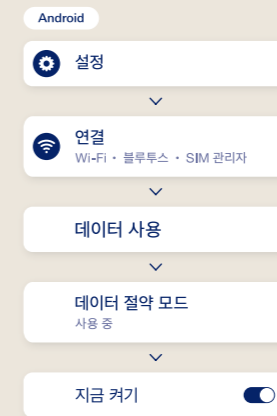 Android
설정
연결
Wi-Fi • 블루투스 • SIM 관리자
데이터 사용
데이터 절약 모드
사용 중
지금 켜기